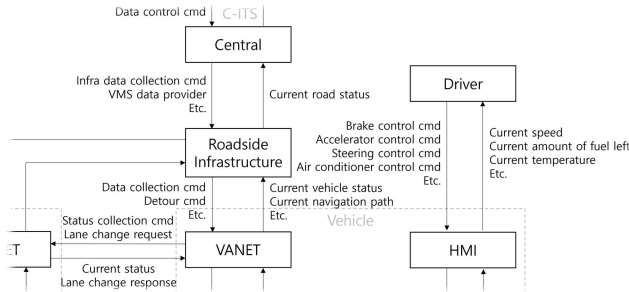 Data control cmd
C-ITS
Central
Infra data collection cmd
VMS data provider
Etc.
Current road status
Driver
Roadside
Infrastructure
Brake control cmd
Accelerator control cmd
Steering control cmd
Air conditioner control cmd
Etc.
Current speed
Current amount of fuel left
Current temperature
Etc.
Data collection cmd
Detour cmd
Etc.
Current vehicle status
Current navigation path
Etc.
Vehicle
Status collection cmd
Lane change request
ET
VANET
HMI
Current status
Lane change response